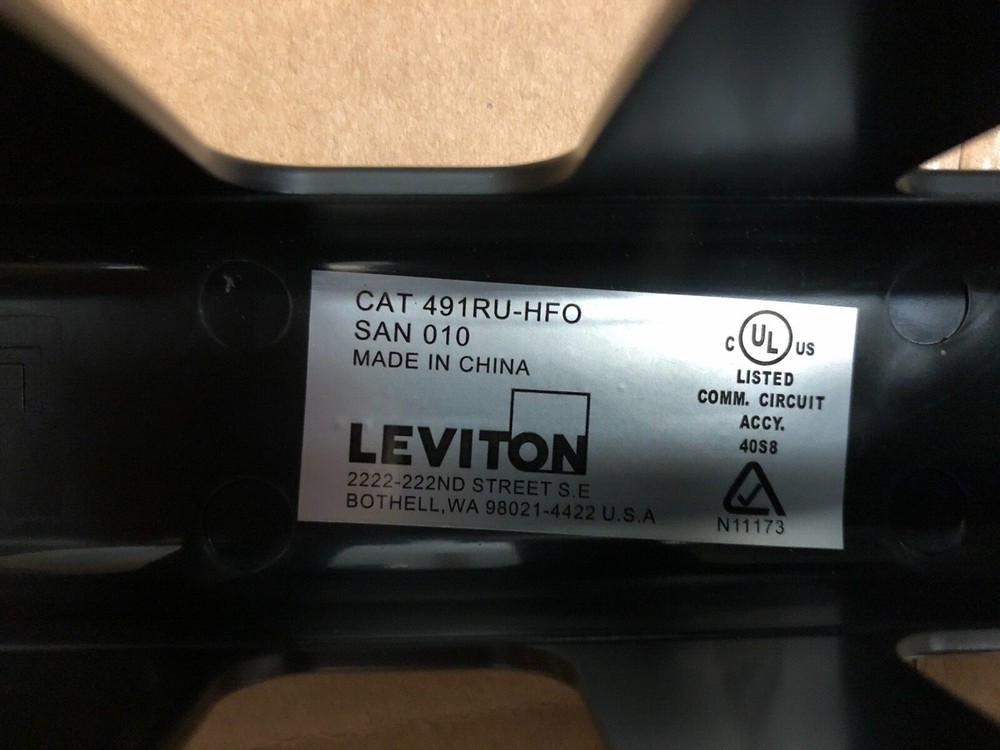 CAT 491RU-HFO
SAN 010
MADE IN CHINA
LEVITON
2222-222ND STREET S.E
BOTHELL,WA 98021-4422 U.S.A
C UL US
LISTED
COMM. CIRCUIT
ACCY.
40S8
N11173